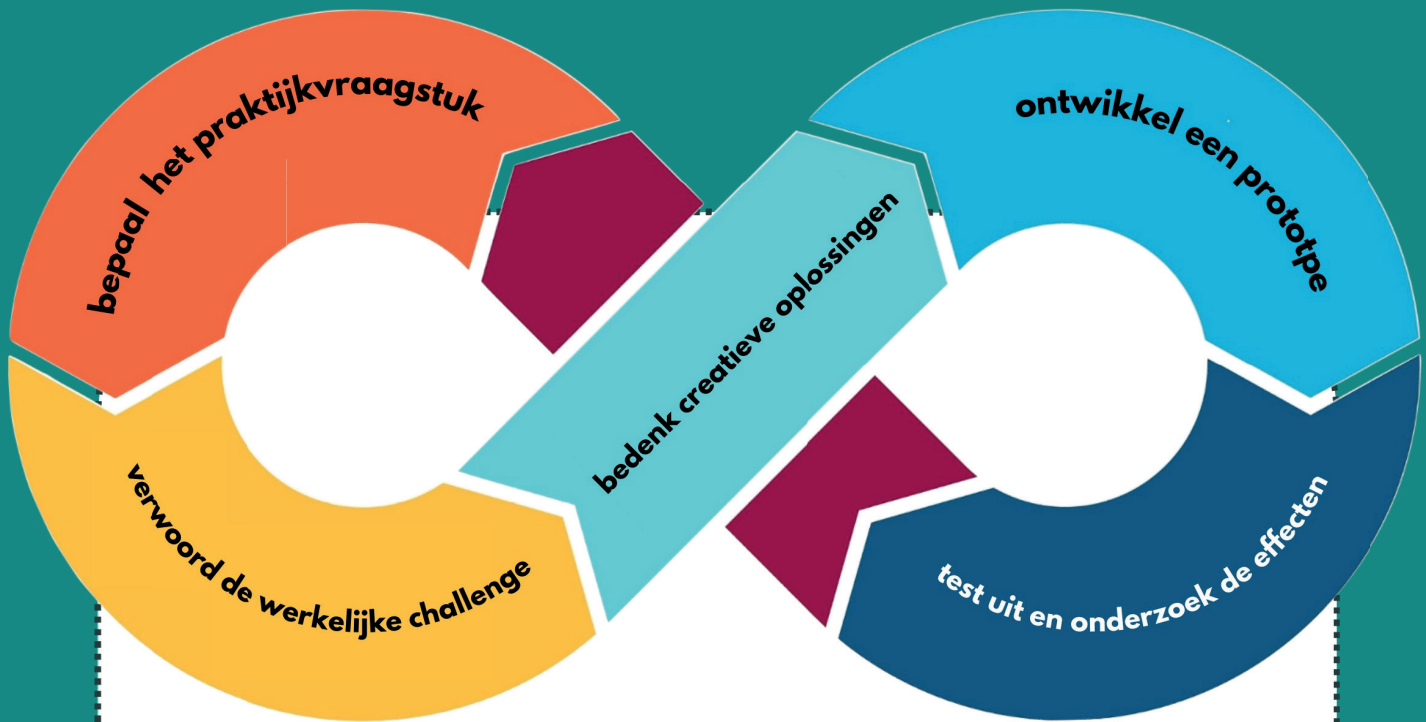 bepaal het praktijkvraagstuk
verwoord de werkelijke challenge
bedenk creatieve oplossingen
ontwikkel een prototpe
test uit en onderzoek de effecten